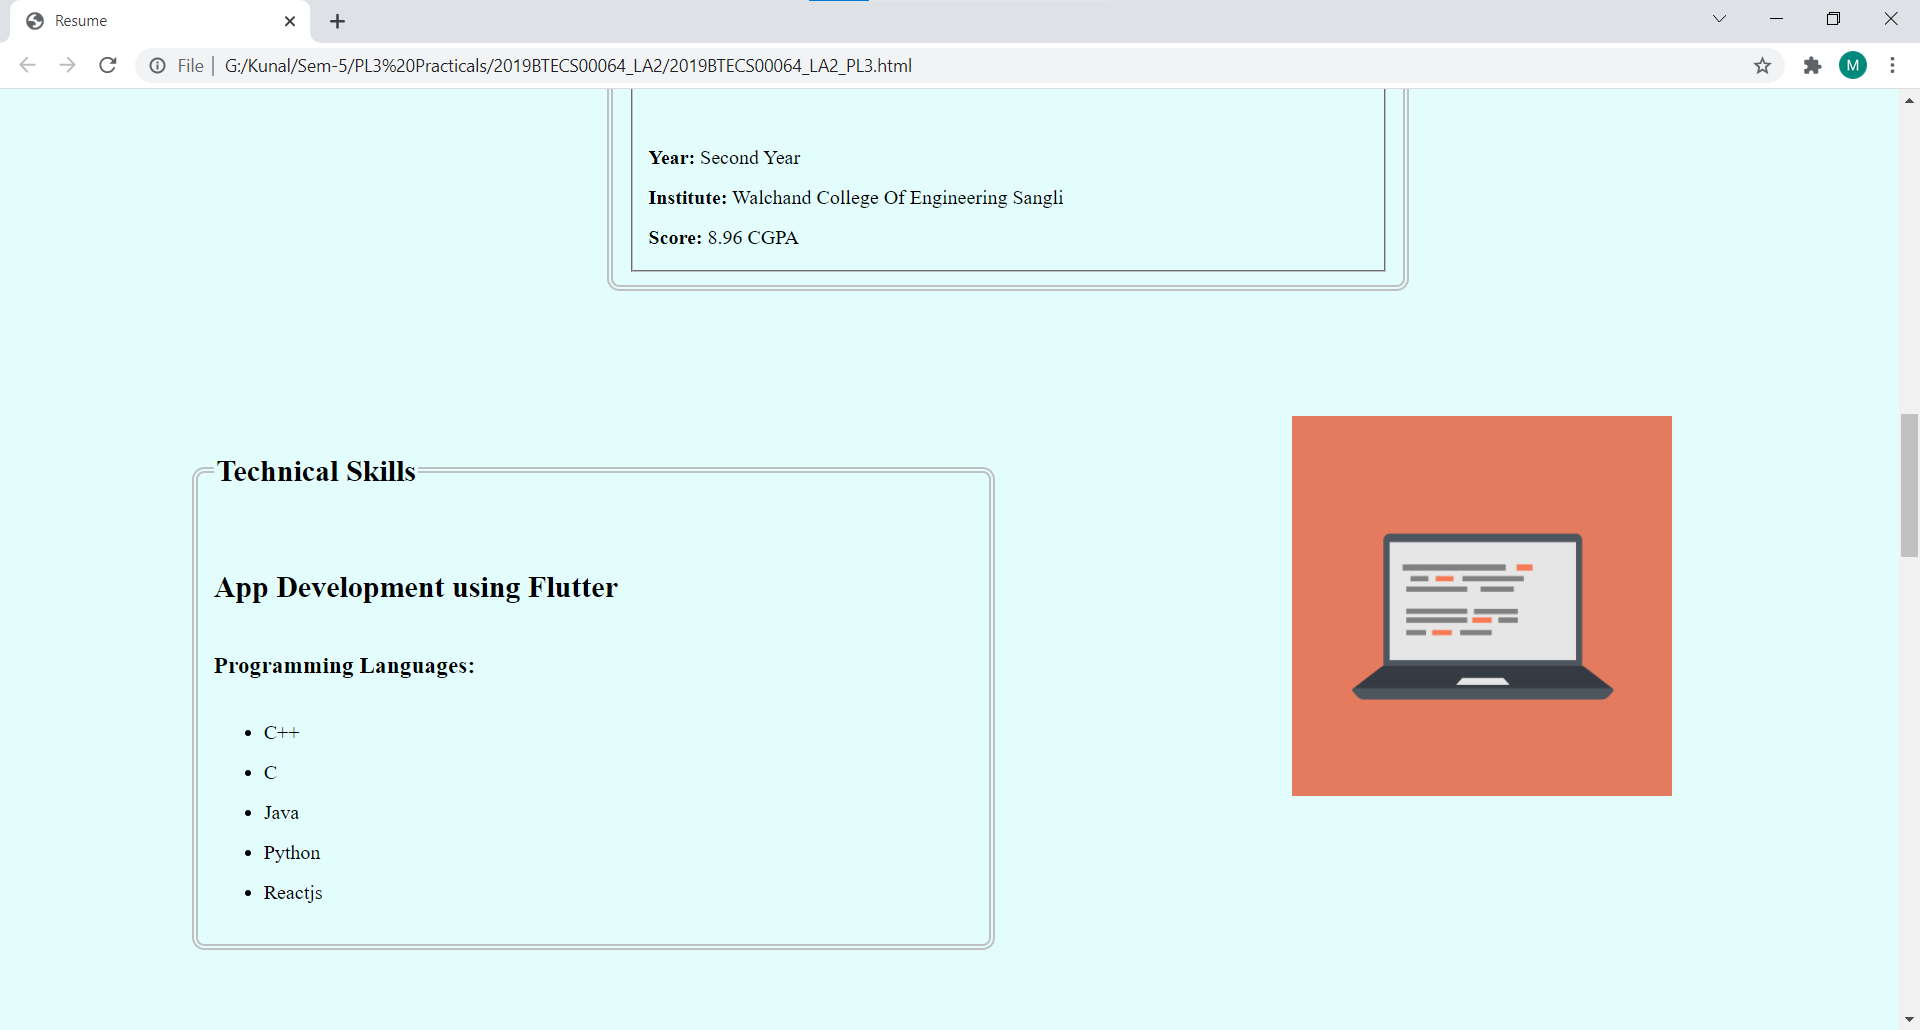 Resume
File | G:/Kunal/Sem-5/PL3%20Practicals/2019BTECS00064_LA2/2019BTECS00064_LA2_PL3.html
M
Year: Second Year
Institute: Walchand College Of Engineering Sangli
Score: 8.96 CGPA
Technical Skills
App Development using Flutter
Programming Languages:
• C++
• C
• Java
• Python
• Reactjs